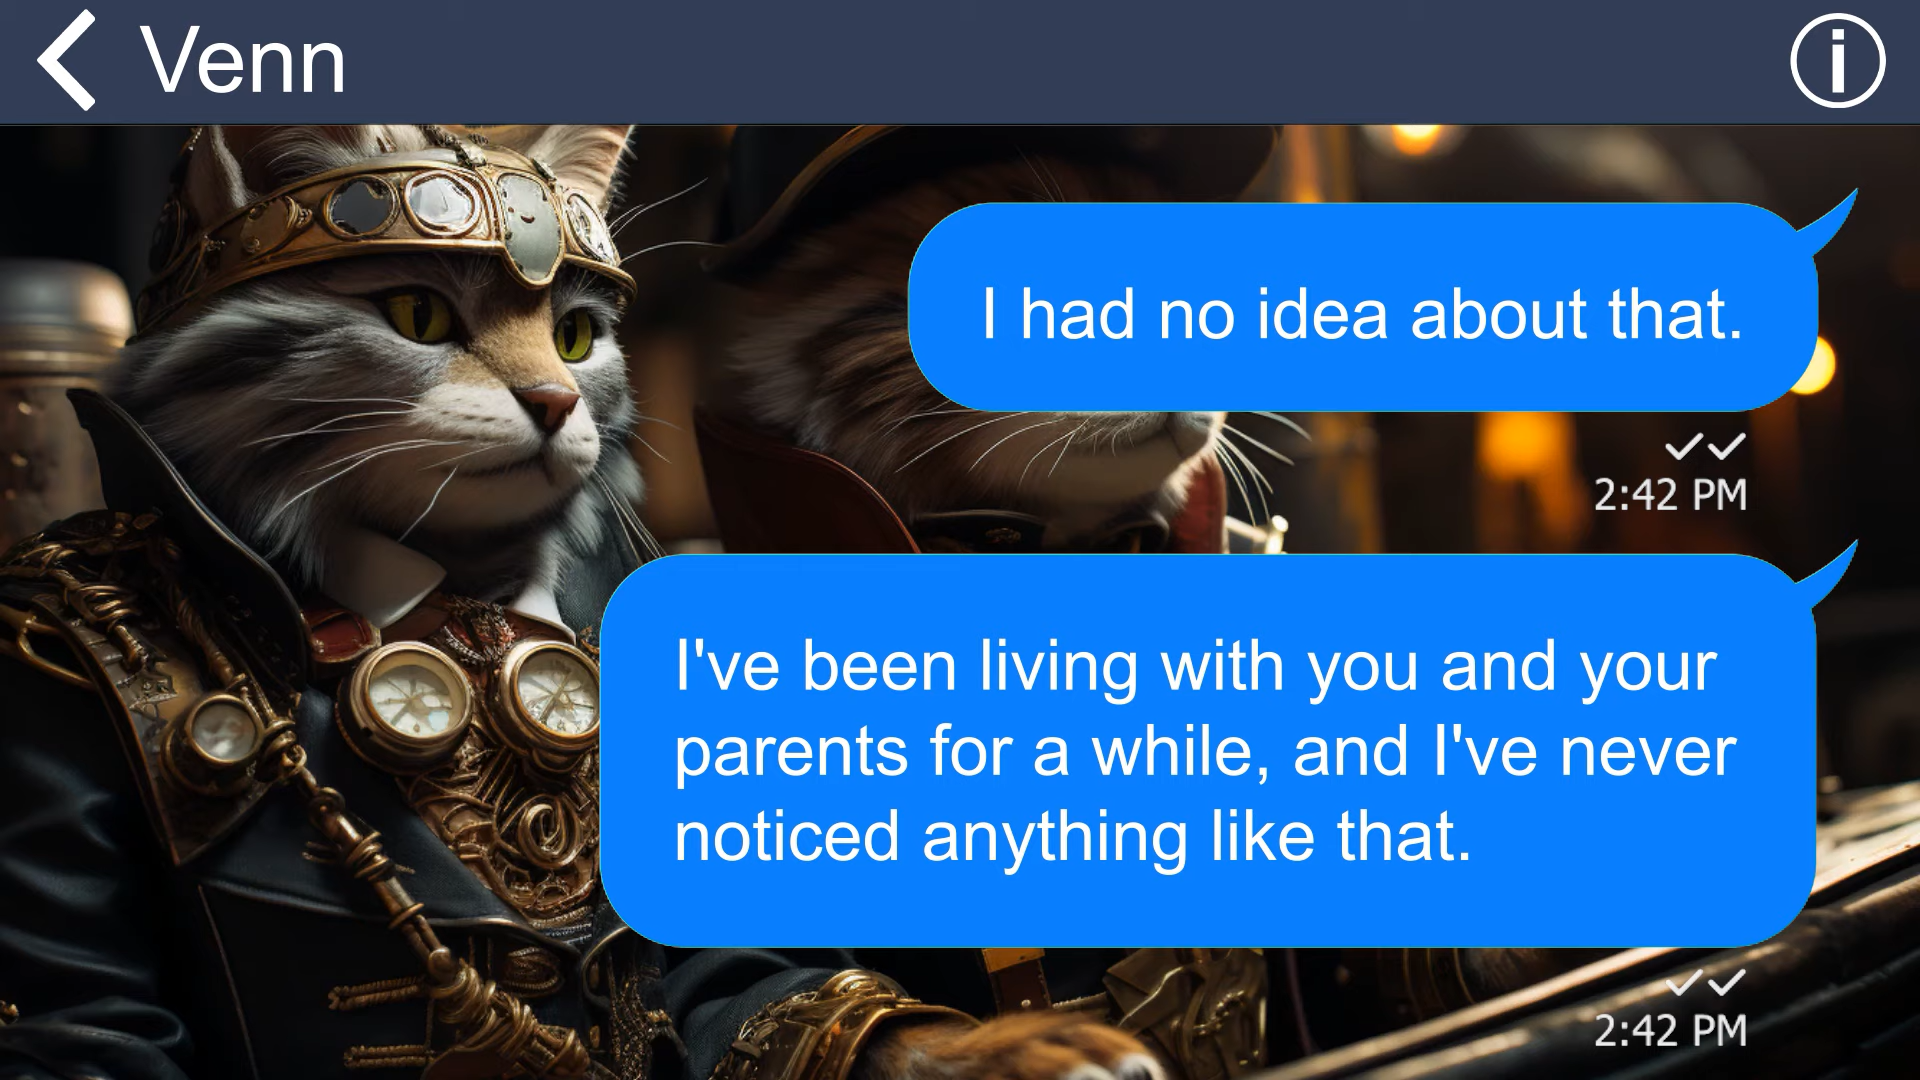 Venn
I had no idea about that.
2:42 PM
I've been living with you and your
parents for a while, and I've never
noticed anything like that.
2:42 PM